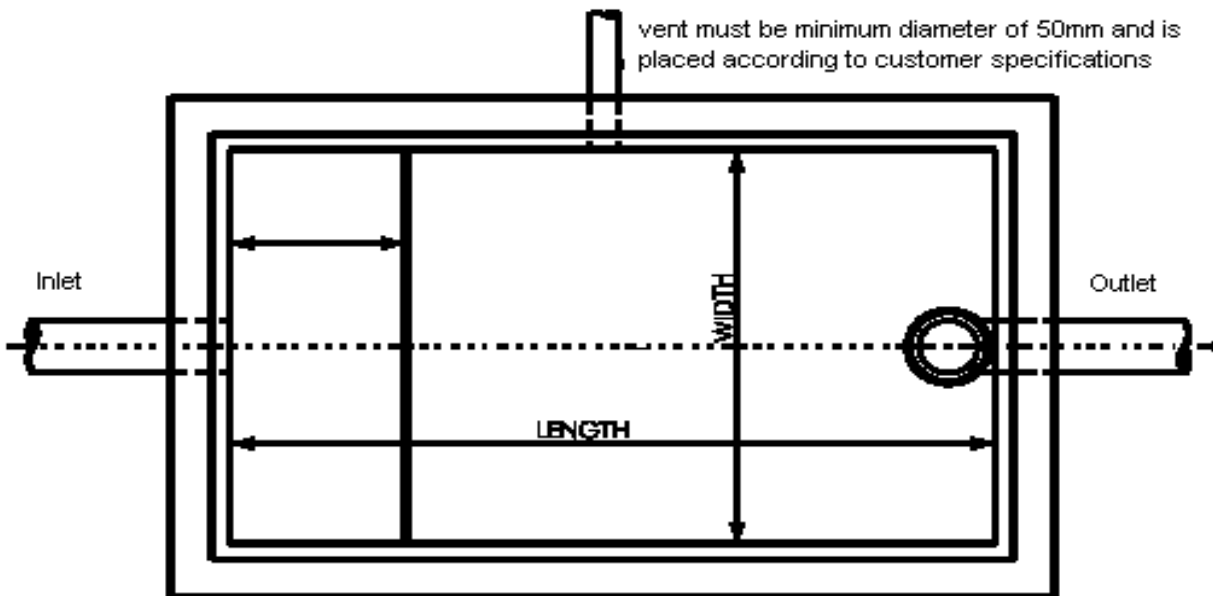 vent must be minimum diameter of 50mm and is
placed according to customer specifications
Inlet
Outlet
WIDTH
LENGTH